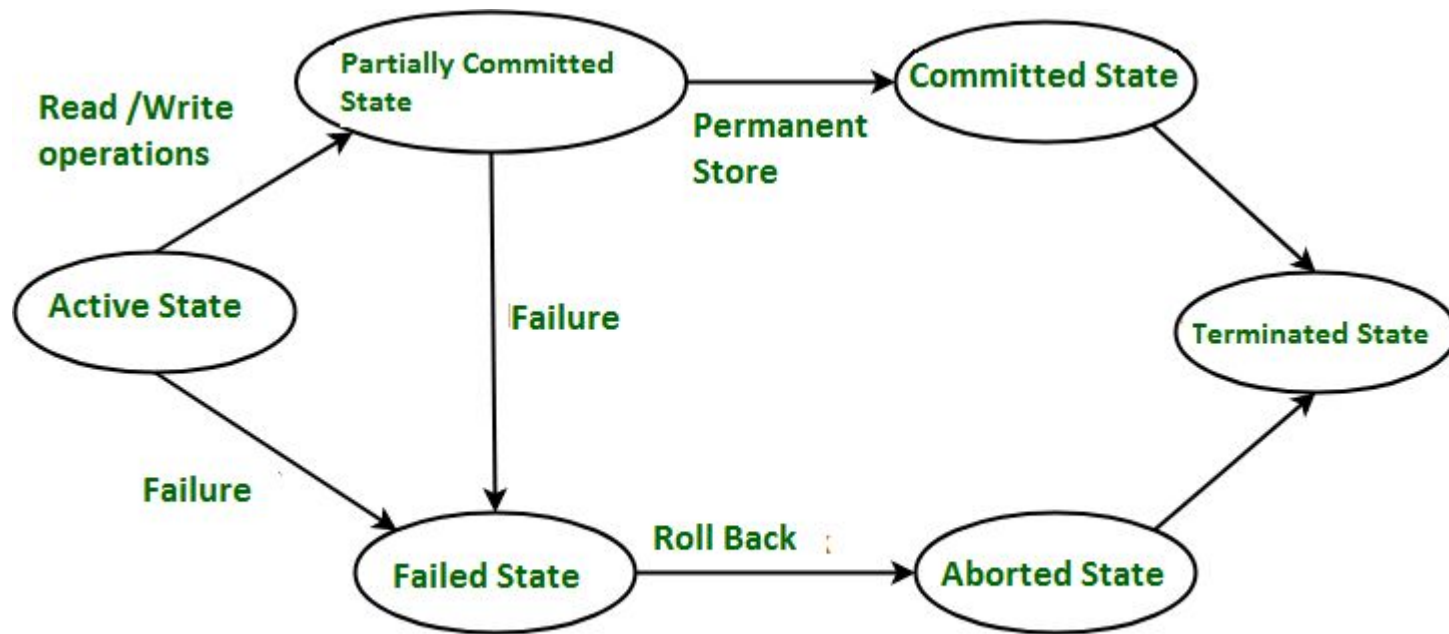 Partially Committed
State
Committed State
Read /Write
operations
Permanent
Store
Active State
Failure
Terminated State
Failure
Roll Back
Failed State
Aborted State